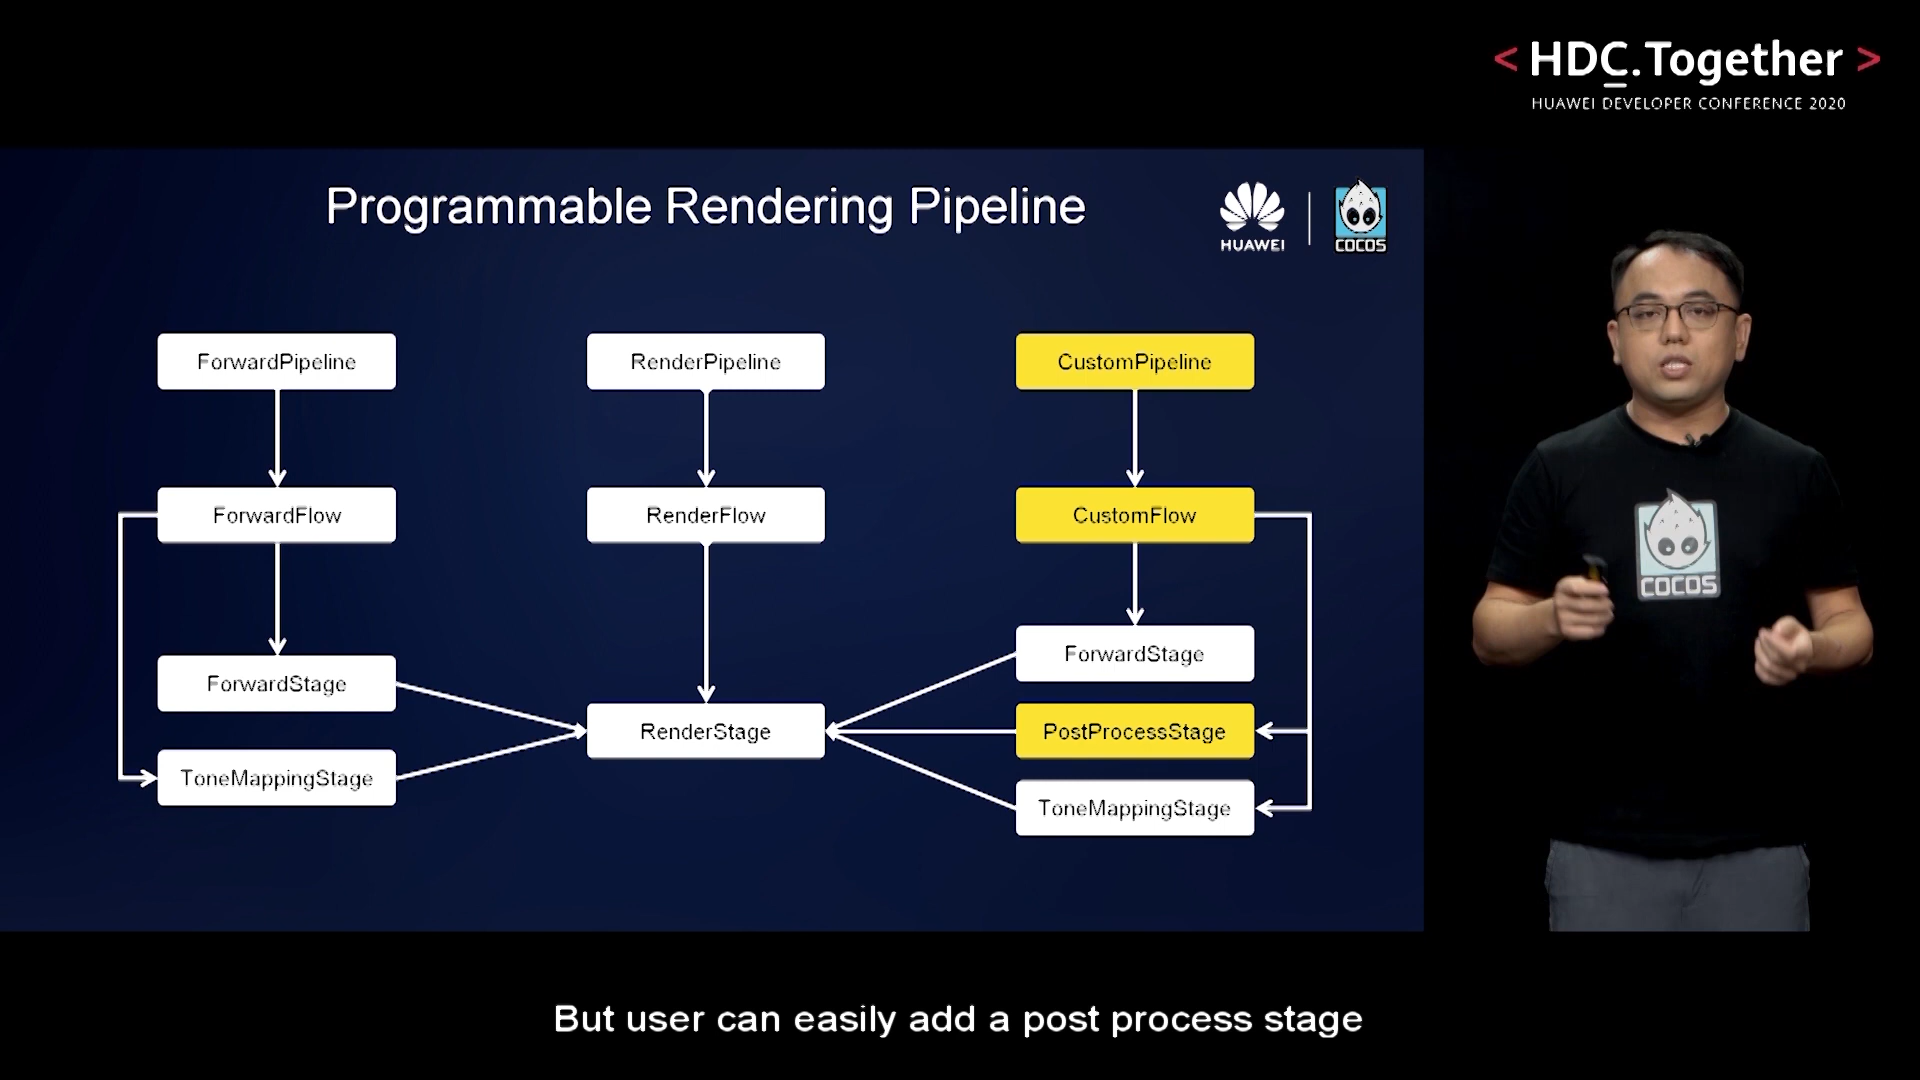 < HDC.Together >
HUAWEI DEVELOPER CONFERENCE 2020
Programmable Rendering Pipeline
HUAWEI
COCOS
ForwardPipeline
RenderPipeline
CustomPipeline
ForwardFlow
RenderFlow
CustomFlow
ForwardStage
ForwardStage
RenderStage
PostProcessStage
ToneMappingStage
ToneMappingStage
COCOS
But user can easily add a post process stage